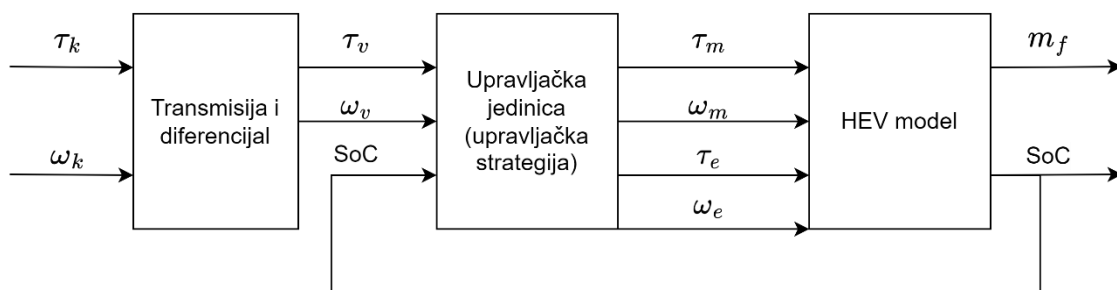 τ_k
ω_k
Transmisija i
diferencijal
τ_v
ω_v
SoC
Upravljačka
jedinica
(upravljačka
strategija)
τ_m
ω_m
τ_e
ω_e
HEV model
m_f
SoC